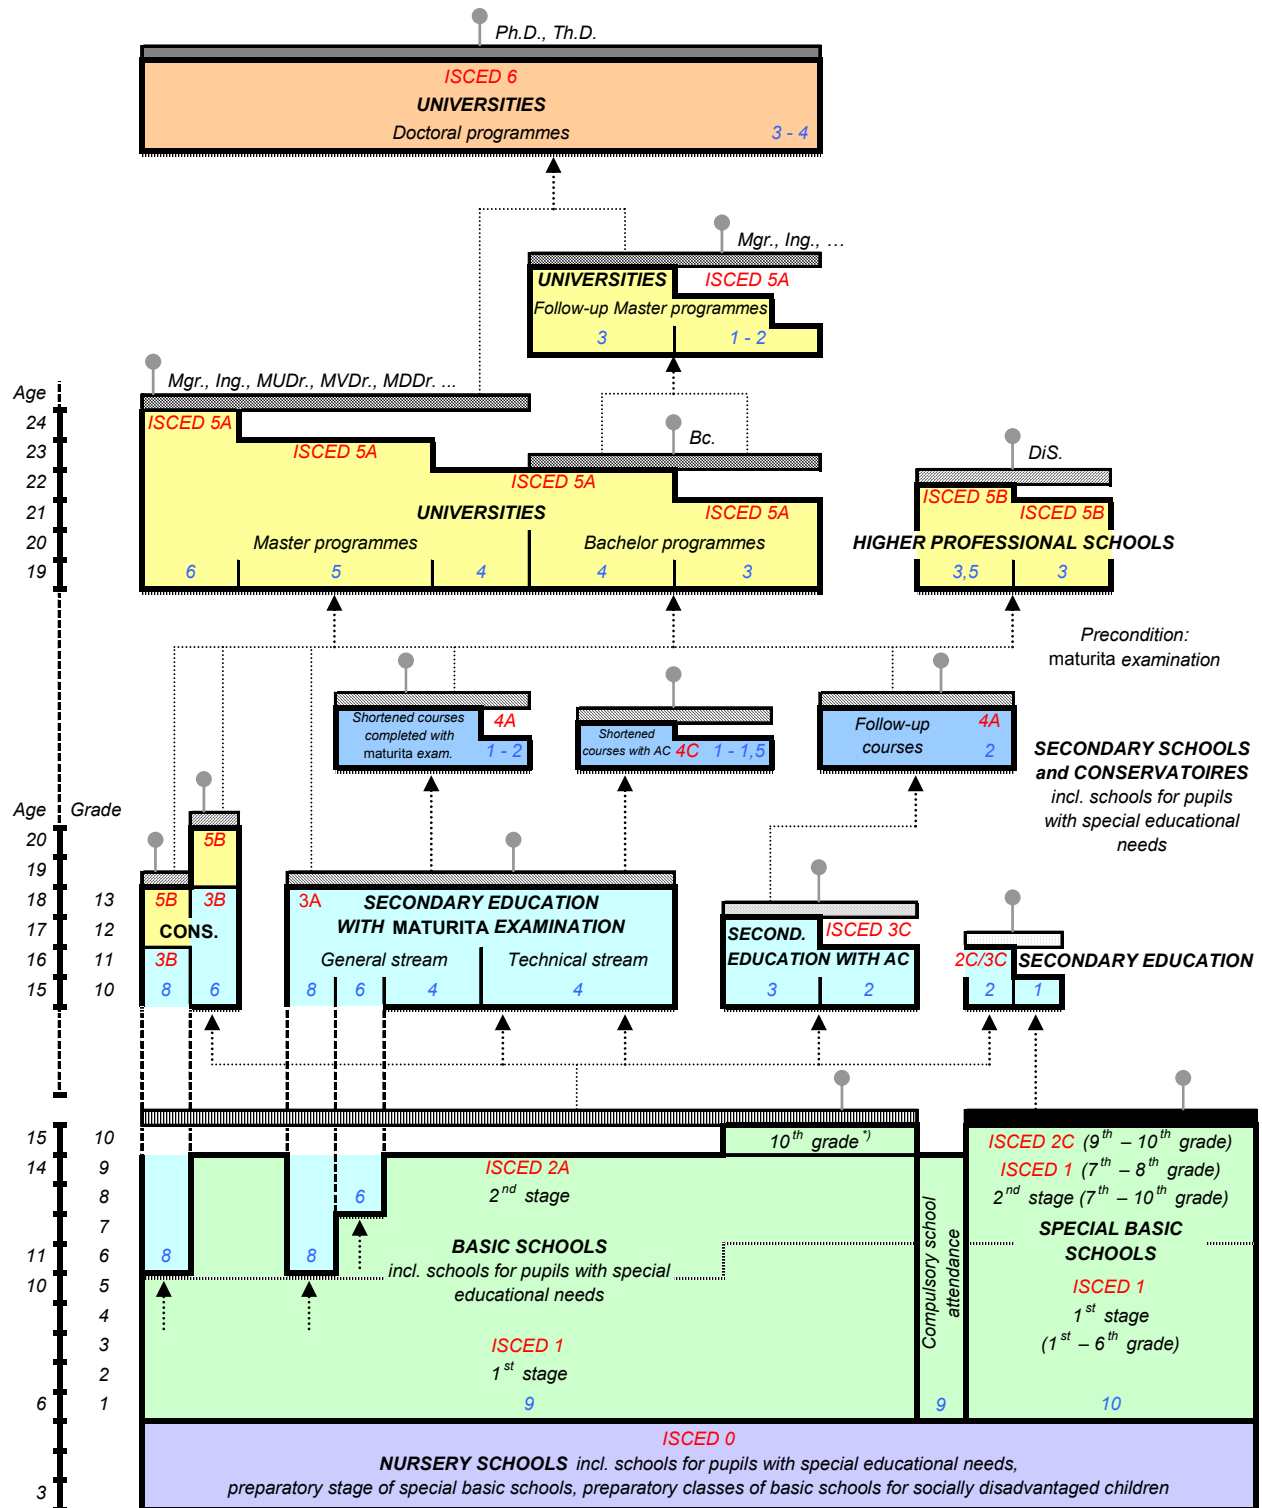 Ph.D., Th.D.
ISCED 6
UNIVERSITIES
Doctoral programmes
3 - 4
Mgr., Ing., ...
UNIVERSITIES
ISCED 5A
Follow-up Master programmes
3
1 - 2
Mgr., Ing., MUDr., MVDr., MDDr. ...
Age
24
23
22
21
20
19
ISCED 5A
ISCED 5A
ISCED 5A
ISCED 5A
Bc.
UNIVERSITIES
Master programmes
Bachelor programmes
6
5
4
4
3
DiS.
ISCED 5B
ISCED 5B
HIGHER PROFESSIONAL SCHOOLS
3,5
3
Precondition:
maturita examination
Shortened courses
completed with
maturita exam.
4A
1 - 2
Shortened
courses with AC
4C
1 - 1,5
Follow-up
courses
4A
2
SECONDARY SCHOOLS
and CONSERVATOIRES
incl. schools for pupils
with special educational
needs
Age
Grade
20
19
18
13
17
12
16
11
15
10
5B
5B
3B
CONS.
3B
8
6
3A
SECONDARY EDUCATION
WITH MATURITA EXAMINATION
General stream
Technical stream
8
6
4
4
SECOND.
ISCED 3C
EDUCATION WITH AC
3
2
2C/3C
SECONDARY EDUCATION
2
1
15
10
14
9
8
7
11
6
10
5
4
3
2
6
1
3
10th grade *)
ISCED 2A
2nd stage
6
8
8
BASIC SCHOOLS
incl. schools for pupils with special
educational needs
ISCED 1
1st stage
9
Compulsory school
attendance
9
ISCED 2C (9th – 10th grade)
ISCED 1 (7th – 8th grade)
2nd stage (7th – 10th grade)
SPECIAL BASIC
SCHOOLS
ISCED 1
1st stage
(1st – 6th grade)
10
ISCED 0
NURSERY SCHOOLS incl. schools for pupils with special educational needs,
preparatory stage of special basic schools, preparatory classes of basic schools for socially disadvantaged children